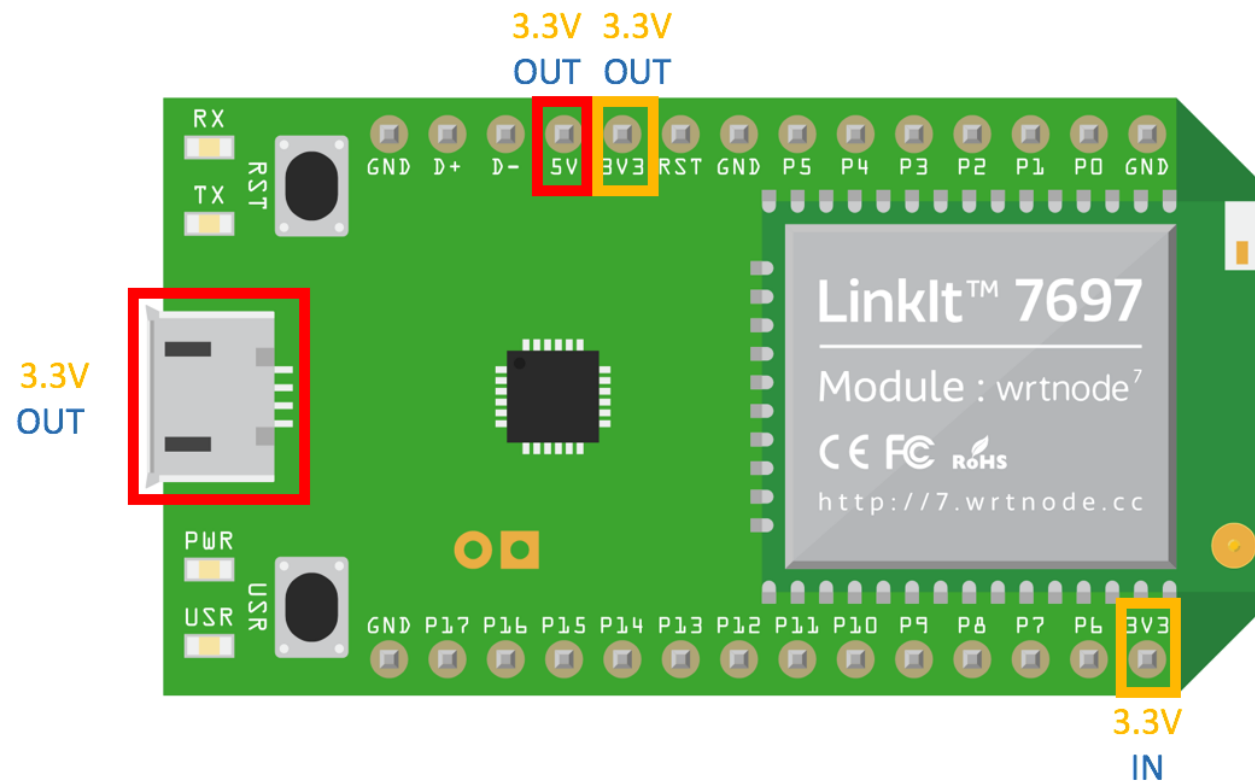 3.3V 3.3V
OUT OUT
RX
GND D+ D- 5V 3V3 RST GND P5 P4 P3 P2 P1 P0 GND
RST
TX
LinkIt™ 7697
Module : wrtnode⁷
CE FC RoHS
http://7.wrtnode.cc
3.3V
OUT
PWR
USR
USR
GND P17 P16 P15 P14 P13 P12 P11 P10 P9 P8 P7 P6 3V3
3.3V
IN